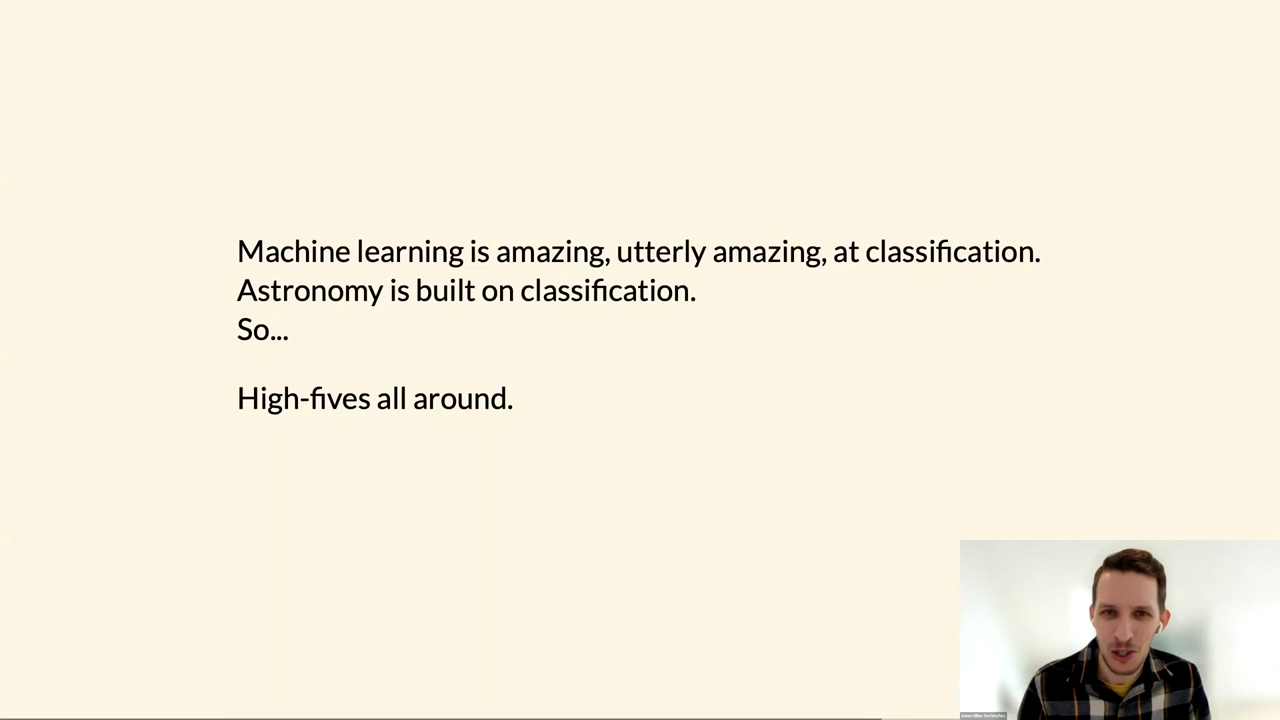 Machine learning is amazing, utterly amazing, at classification.
Astronomy is built on classification.
So...
High-fives all around.